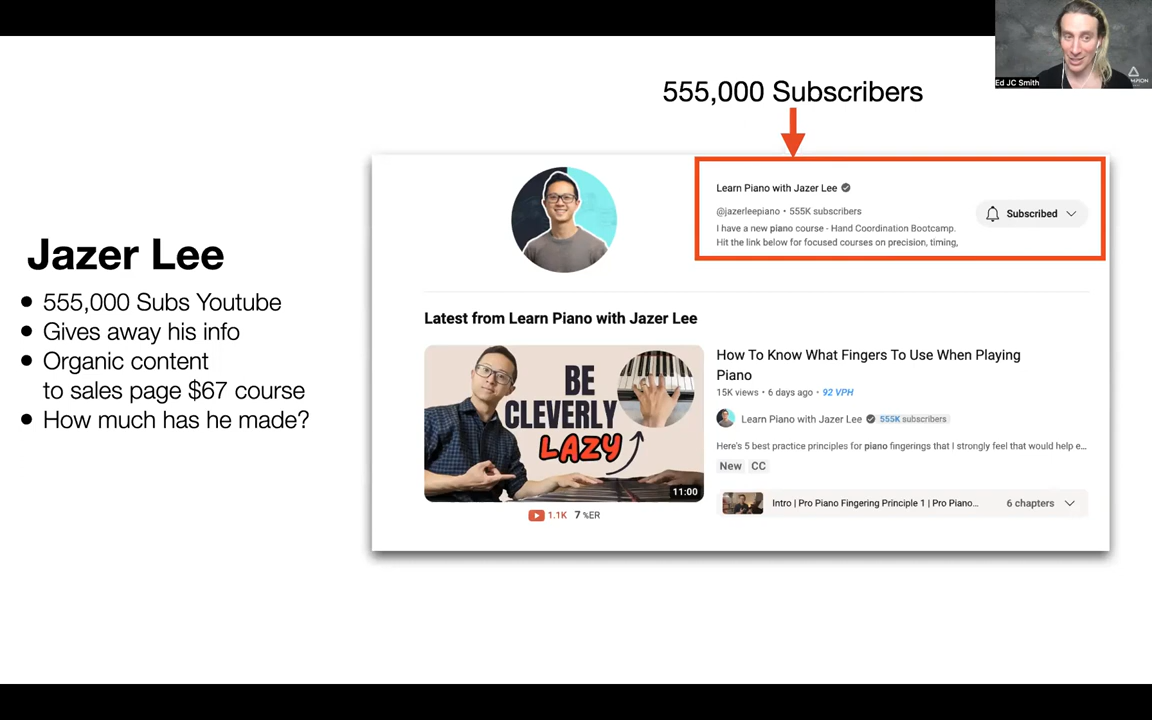 Ed JC Smith
555,000 Subscribers
Jazer Lee
555,000 Subs Youtube
Gives away his info
Organic content
to sales page $67 course
How much has he made?
Learn Piano with Jazer Lee
@jazerleepiano • 555K subscribers
I have a new piano course - Hand Coordination Bootcamp.
Hit the link below for focused courses on precision, timing,
Subscribed
Latest from Learn Piano with Jazer Lee
BE
CLEVERLY
LAZY
11:00
1.1K 7 %ER
How To Know What Fingers To Use When Playing
Piano
15K views • 6 days ago • 92 VPH
Learn Piano with Jazer Lee 555K subscribers
Here's 5 best practice principles for piano fingerings that I strongly feel that would help e...
New CC
Intro | Pro Piano Fingering Principle 1 | Pro Piano... 6 chapters